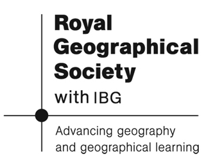 Royal
Geographical
Society
with IBG
Advancing geography
and geographical learning